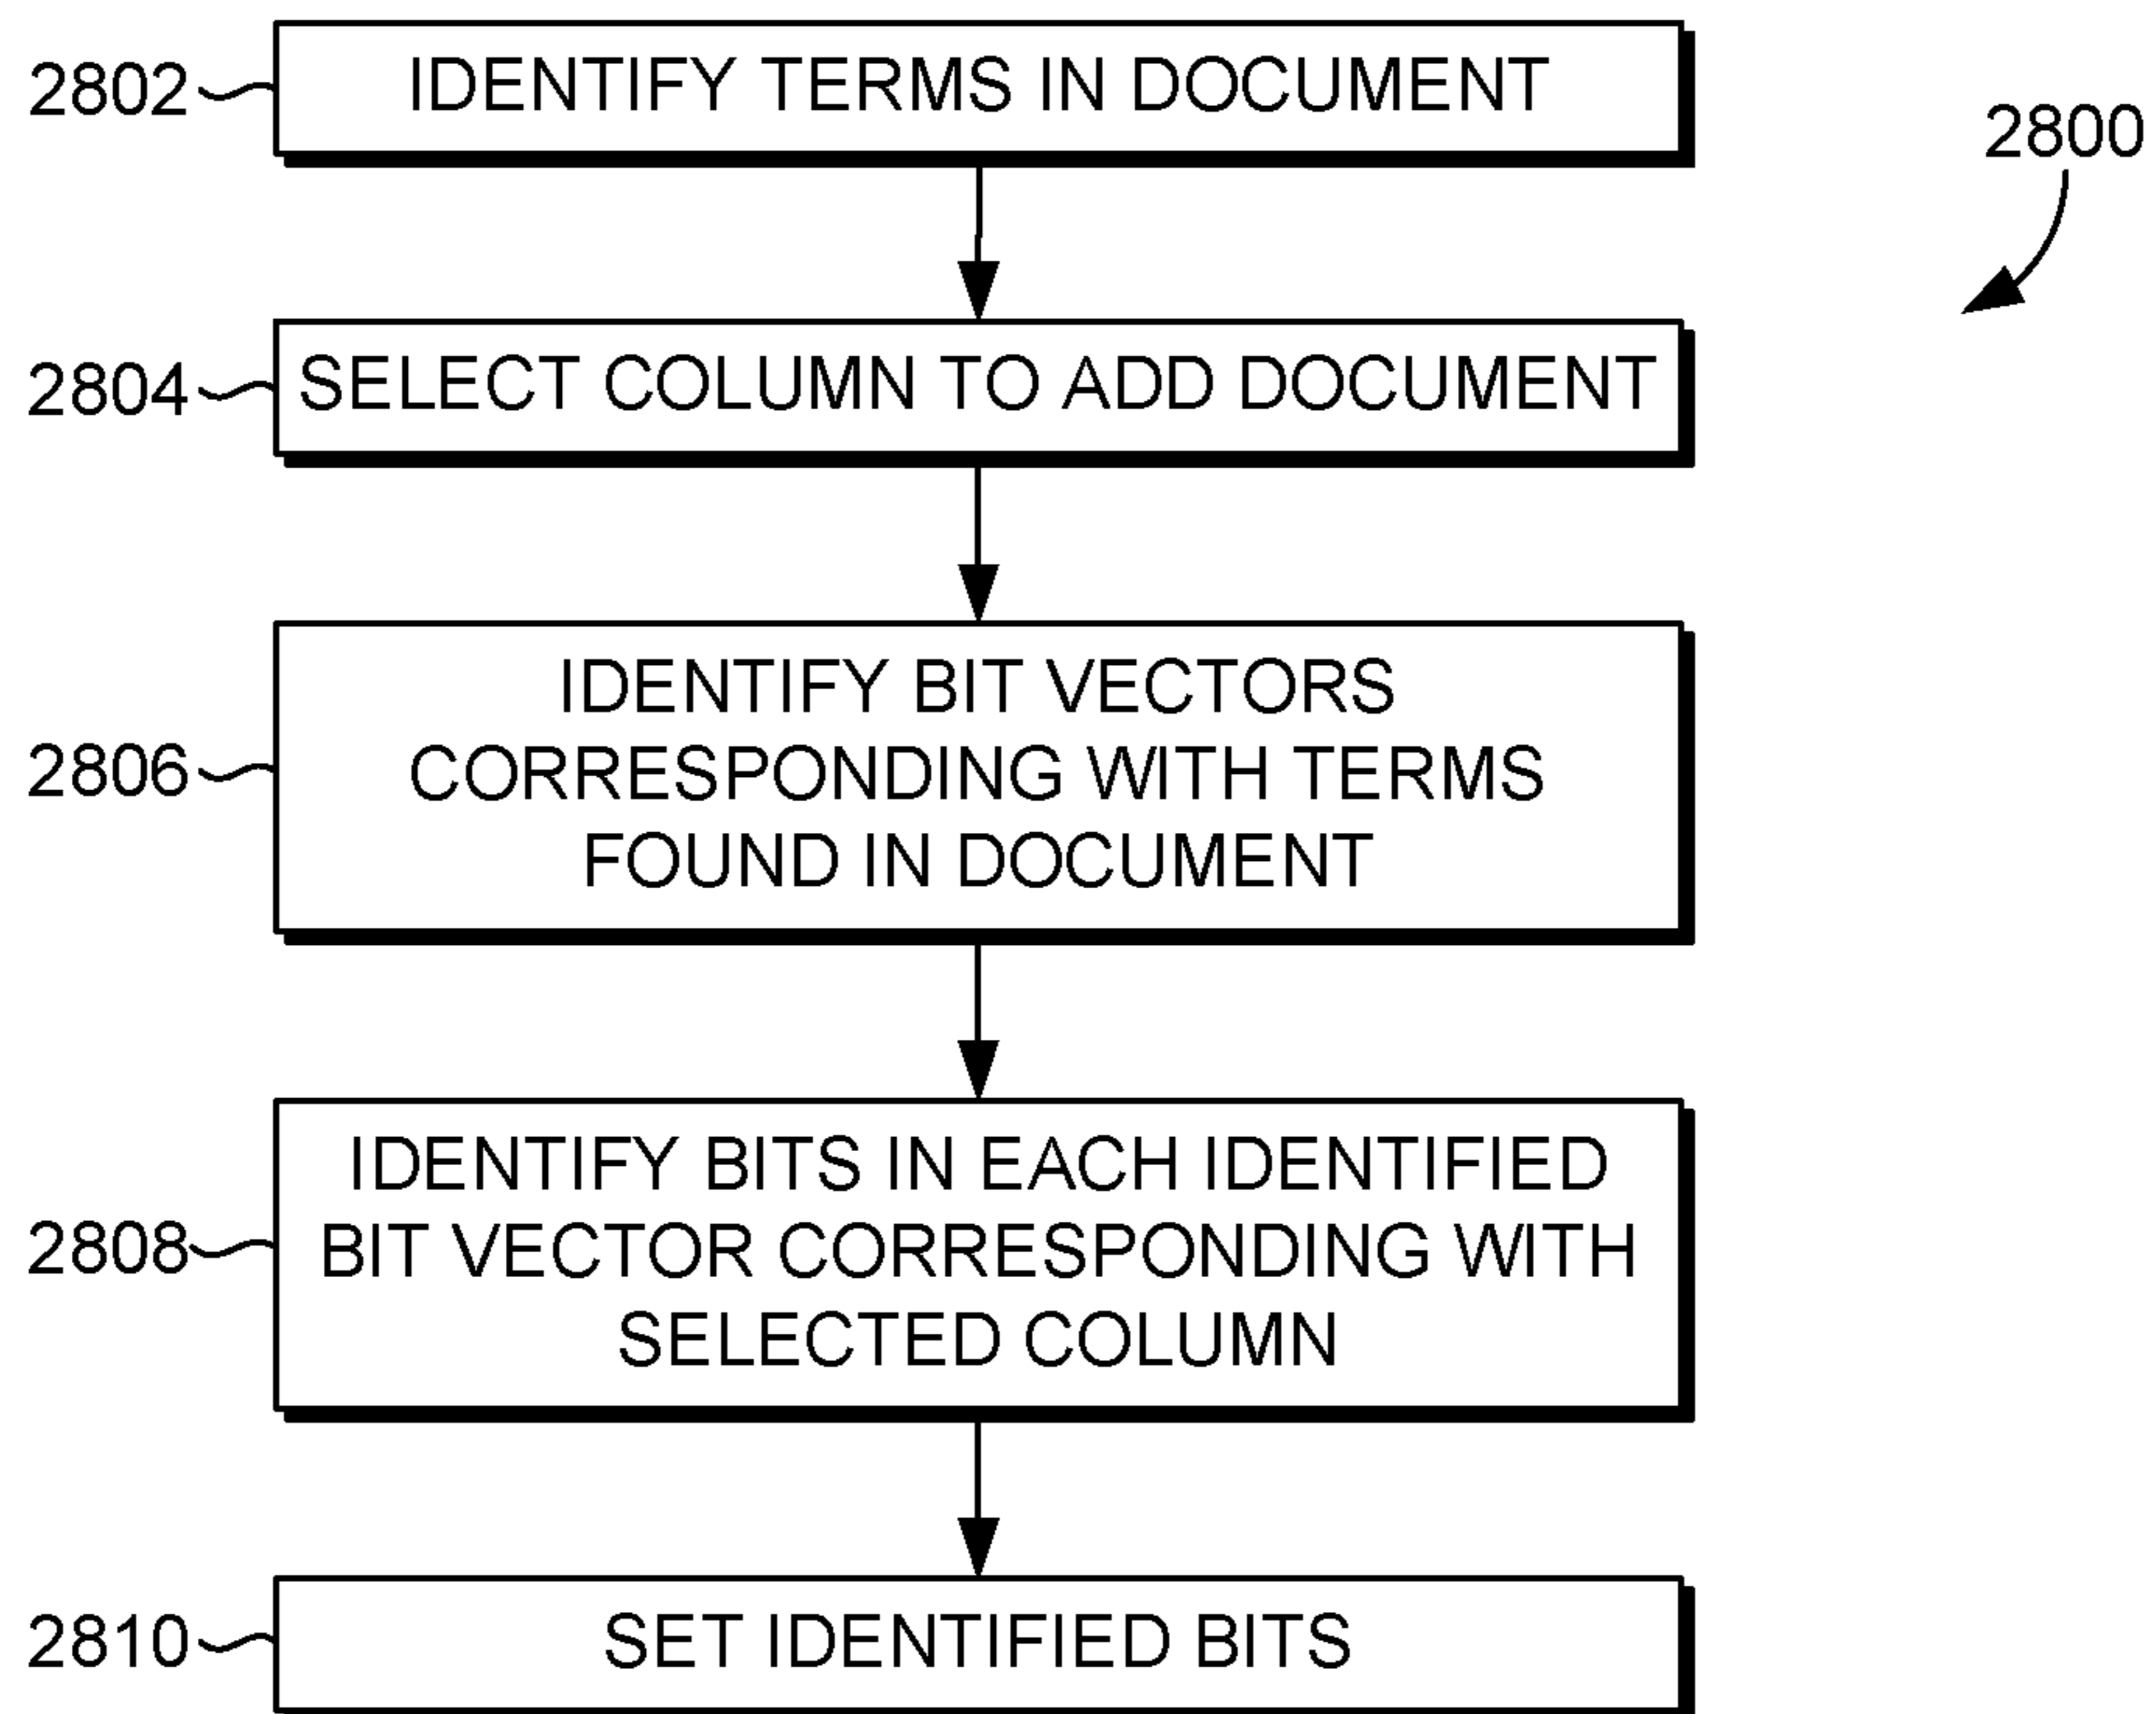 2802
IDENTIFY TERMS IN DOCUMENT
2800
2804
SELECT COLUMN TO ADD DOCUMENT
2806
IDENTIFY BIT VECTORS
CORRESPONDING WITH TERMS
FOUND IN DOCUMENT
2808
IDENTIFY BITS IN EACH IDENTIFIED
BIT VECTOR CORRESPONDING WITH
SELECTED COLUMN
2810
SET IDENTIFIED BITS